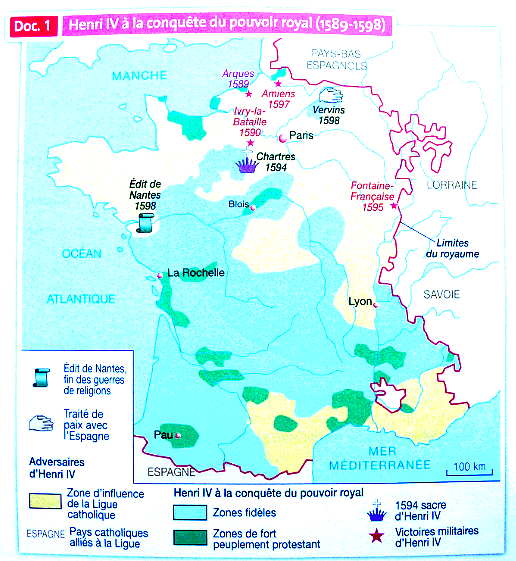 Doc. 1
Henri IV à la conquête du pouvoir royal (1589-1598)
PAYS-BAS
ESPAGNOLS
MANCHE
Arques
1589
Amiens
1597
Vervins
1598
Ivry-la-
Bataille
1590
Paris
Chartres
1594
Édit de
Nantes
1598
Blois
Fontaine-
Française
1595
LORRAINE
Limites
du royaume
OCÉAN
ATLANTIQUE
La Rochelle
Lyon
SAVOIE
Pau
ESPAGNE
MER
MÉDITERRANÉE
100 km
Édit de Nantes,
fin des guerres
de religions
Traité de
paix avec
l'Espagne
Adversaires
d'Henri IV
Zone d'influence
de la Ligue
catholique
ESPAGNE Pays catholiques
alliés à la Ligue
Henri IV à la conquête du pouvoir royal
Zones fidèles
Zones de fort
peuplement protestant
1594 sacre
d'Henri IV
Victoires militaires
d'Henri IV